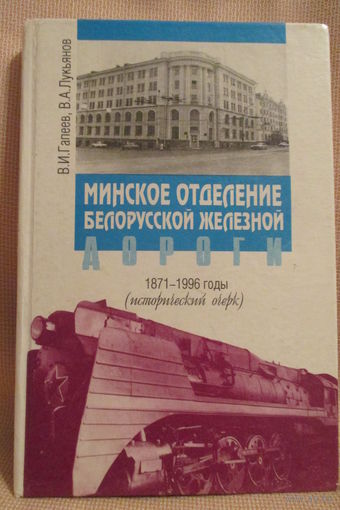 В.И.Гапеев, В.А.Лукьянов
МИНСКОЕ ОТДЕЛЕНИЕ
БЕЛОРУССКОЙ ЖЕЛЕЗНОЙ
ДОРОГИ
1871–1996 годы
(исторический очерк)